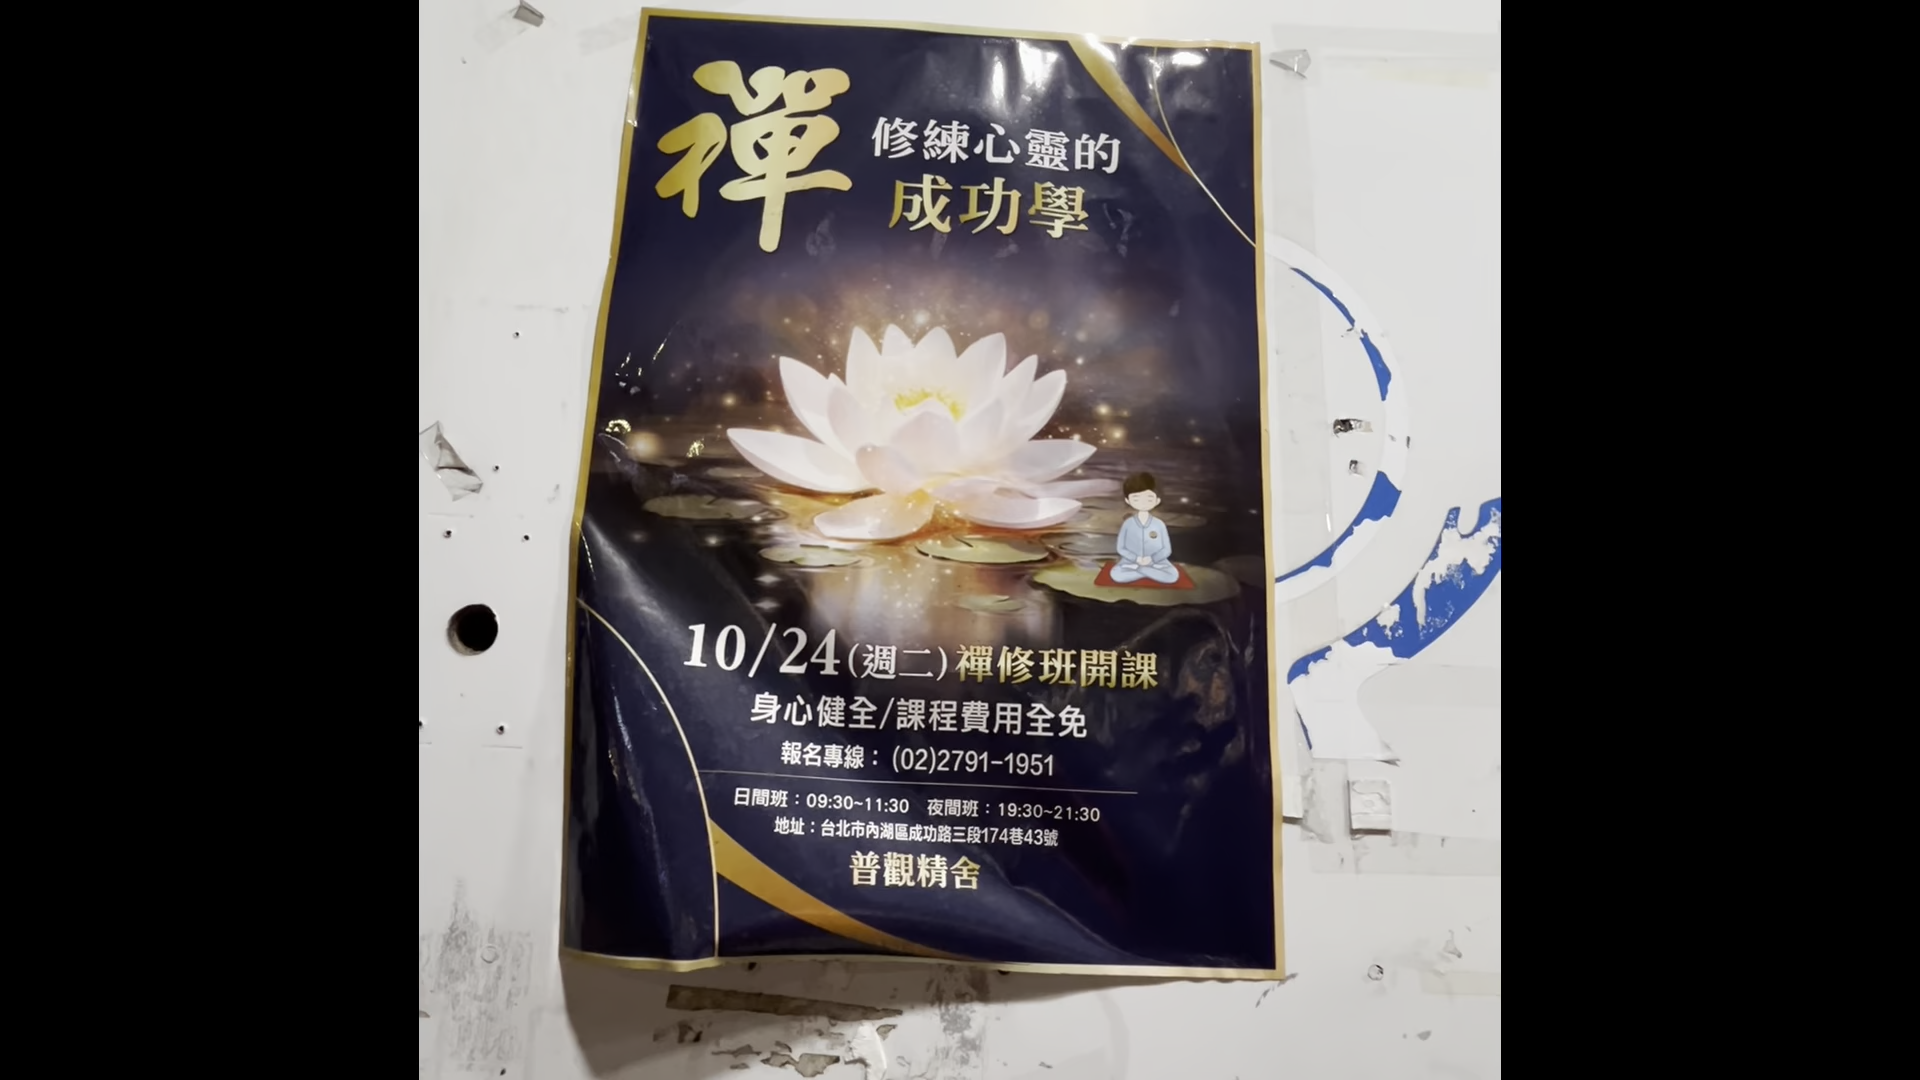 禪
修練心靈的
成功學
10/24(週二)禪修班開課
身心健全/課程費用全免
報名專線：(02)2791-1951
日間班：09:30~11:30 夜間班：19:30~21:30
地址：台北市內湖區成功路三段174巷43號
普觀精舍